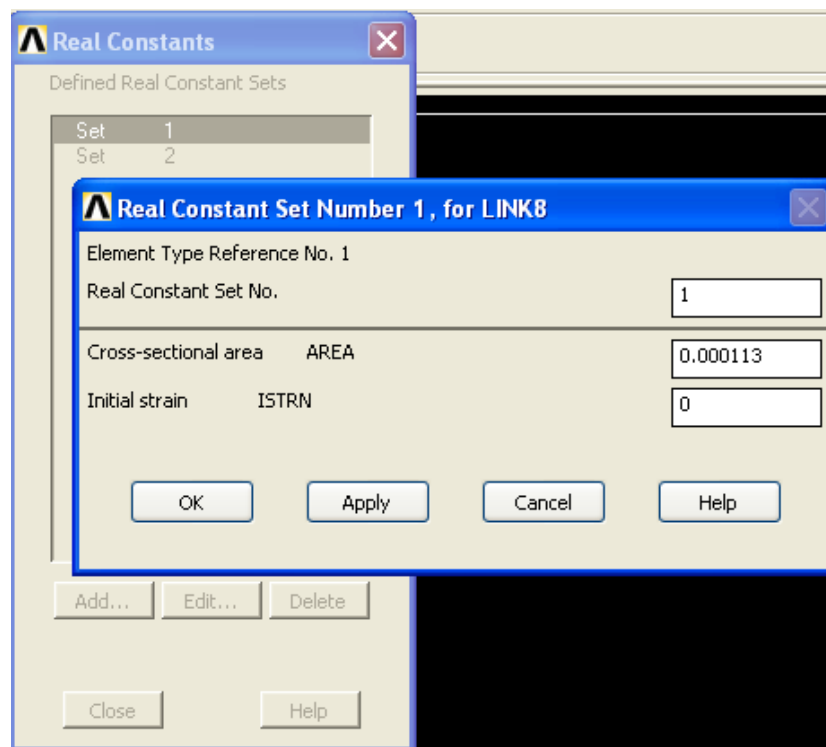 Real Constants
Defined Real Constant Sets
Set 1
Set 2
Real Constant Set Number 1, for LINK8
Element Type Reference No. 1
Real Constant Set No. 1
Cross-sectional area AREA 0.000113
Initial strain ISTRN 0
OK Apply Cancel Help
Add... Edit... Delete
Close Help